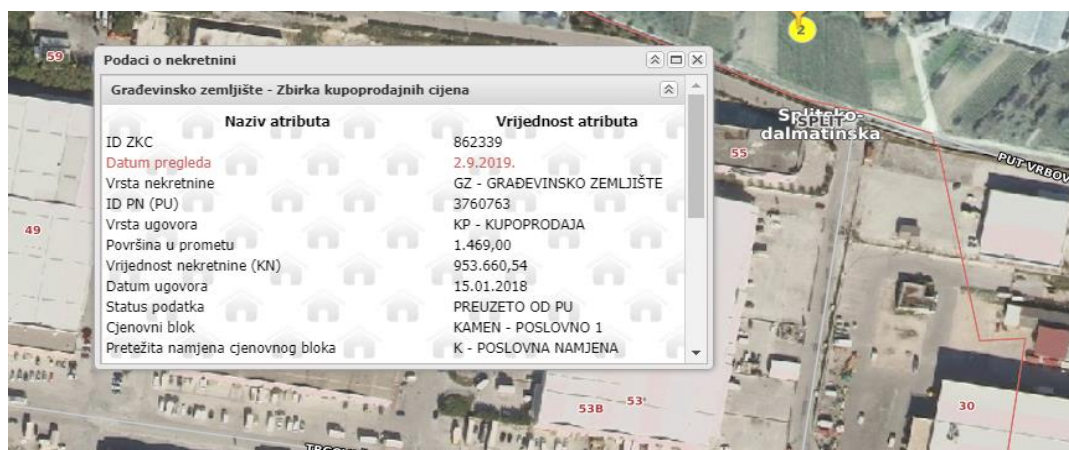 2
59
Podaci o nekretnini
Građevinsko zemljište - Zbirka kupoprodajnih cijena
Naziv atributa Vrijednost atributa
ID ZKC 862339
Datum pregleda 2.9.2019.
Vrsta nekretnine GZ - GRAĐEVINSKO ZEMLJIŠTE
ID PN (PU) 3760763
Vrsta ugovora KP - KUPOPRODAJA
Površina u prometu 1.469,00
Vrijednost nekretnine (KN) 953.660,54
Datum ugovora 15.01.2018
Status podatka PREUZETO OD PU
Cjenovni blok KAMEN - POSLOVNO 1
Pretežita namjena cjenovnog bloka K - POSLOVNA NAMJENA
Splitsko-
SPLIT
dalmatinska
55
PUT VRBOV
49
53B
53
30